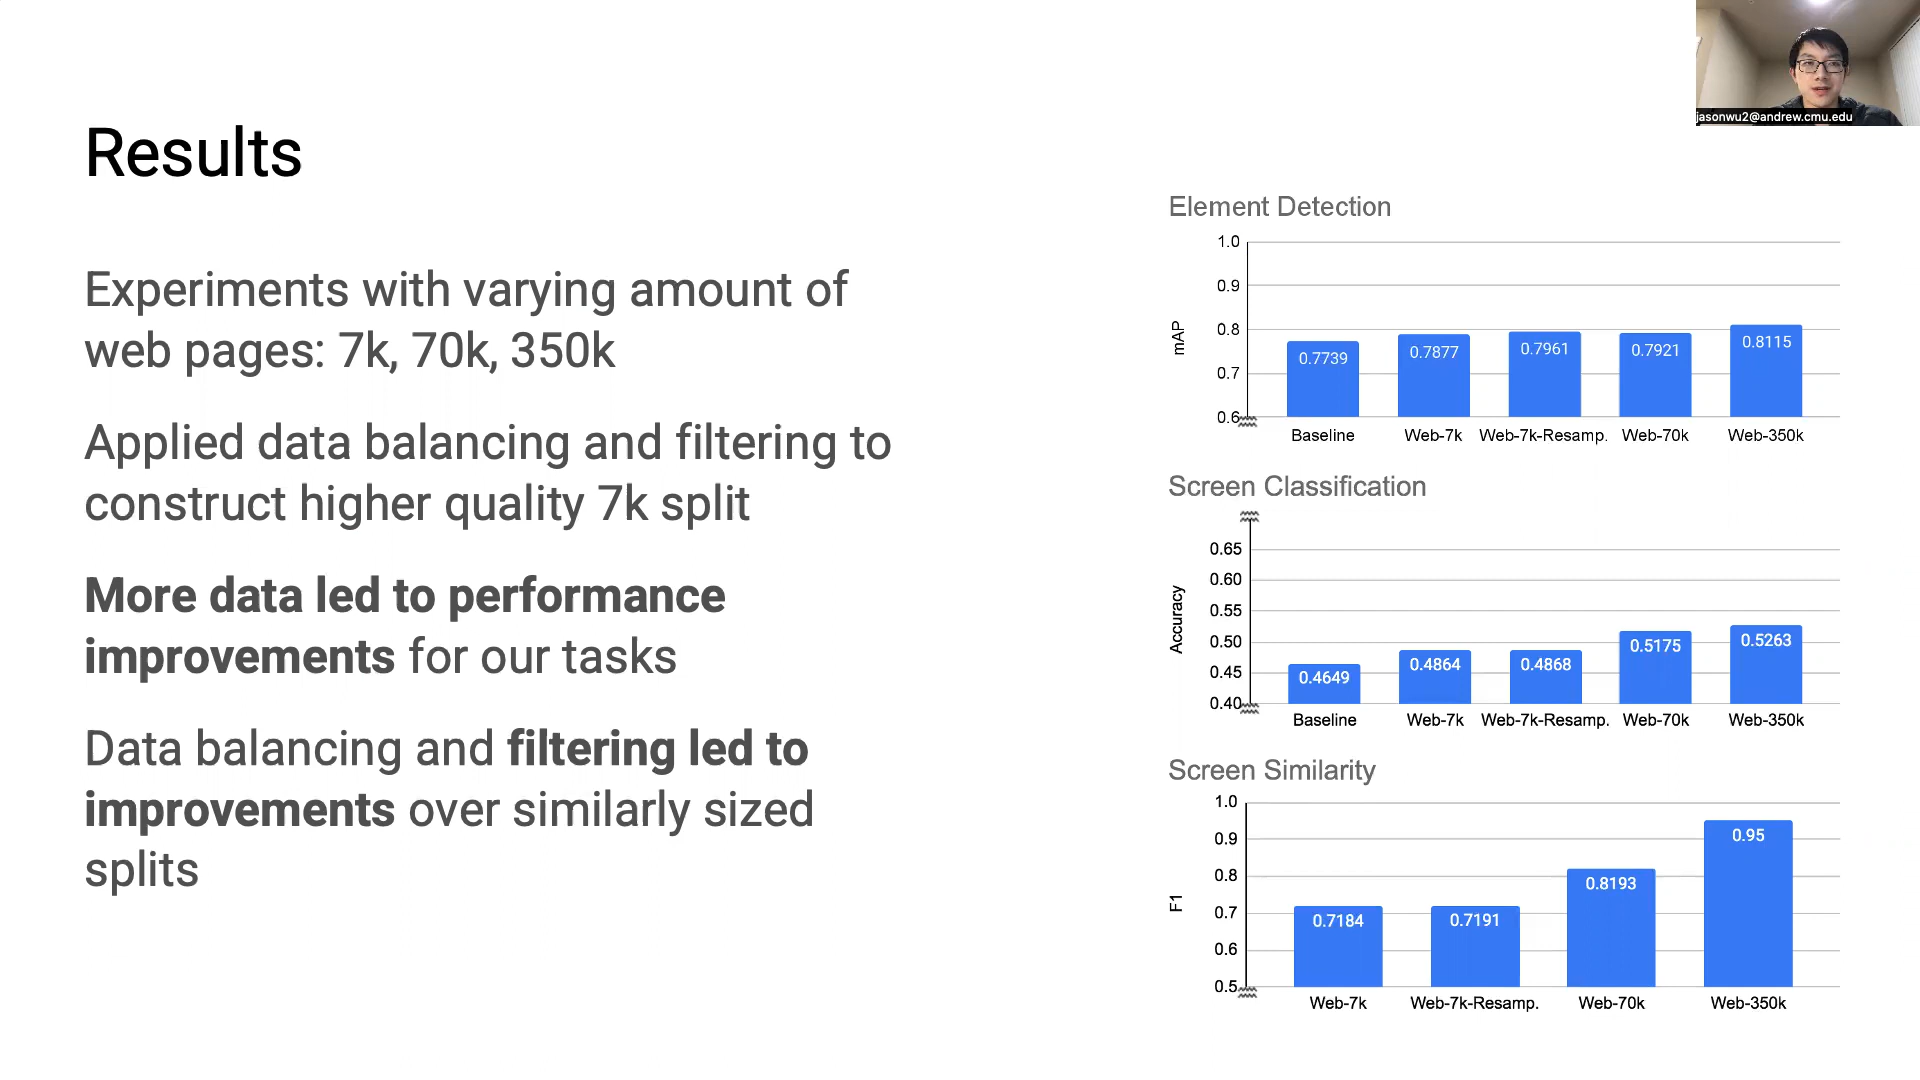 jasonwu2@andrew.cmu.edu
Results
Experiments with varying amount of
web pages: 7k, 70k, 350k
Applied data balancing and filtering to
construct higher quality 7k split
More data led to performance
improvements for our tasks
Data balancing and filtering led to
improvements over similarly sized
splits
Element Detection
1.0
0.9
0.8
0.7
0.6
mAP
0.7739
0.7877
0.7961
0.7921
0.8115
Baseline
Web-7k
Web-7k-Resamp.
Web-70k
Web-350k
Screen Classification
0.65
0.60
0.55
0.50
0.45
0.40
Accuracy
0.4649
0.4864
0.4868
0.5175
0.5263
Baseline
Web-7k
Web-7k-Resamp.
Web-70k
Web-350k
Screen Similarity
1.0
0.9
0.8
0.7
0.6
0.5
F1
0.7184
0.7191
0.8193
0.95
Web-7k
Web-7k-Resamp.
Web-70k
Web-350k